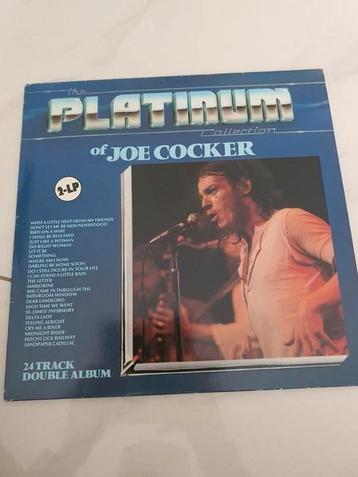 the
PLATINUM
Collection
of JOE COCKER
2-LP
WITH A LITTLE HELP FROM MY FRIENDS
DON'T LET ME BE MISUNDERSTOOD
BIRD ON A WIRE
I SHALL BE RELEASED
JUST LIKE A WOMAN
DO RIGHT WOMAN
LET IT BE
SOMETHING
WHERE AM I NOW
DARLING BE HOME SOON
DO I STILL FIGURE IN YOUR LIFE
I CAN STAND A LITTLE RAIN
THE LETTER
MARJORINE
SHE CAME IN THROUGH THE
BATHROOM WINDOW
DEAR LANDLORD
HIGH TIME WE WENT
ST. JAMES' INFIRMARY
DELTA LADY
FEELING ALRIGHT
CRY ME A RIVER
MIDNIGHT RIDER
HITCHCOCK RAILWAY
SANDPAPER CADILLAC
24 TRACK
DOUBLE ALBUM